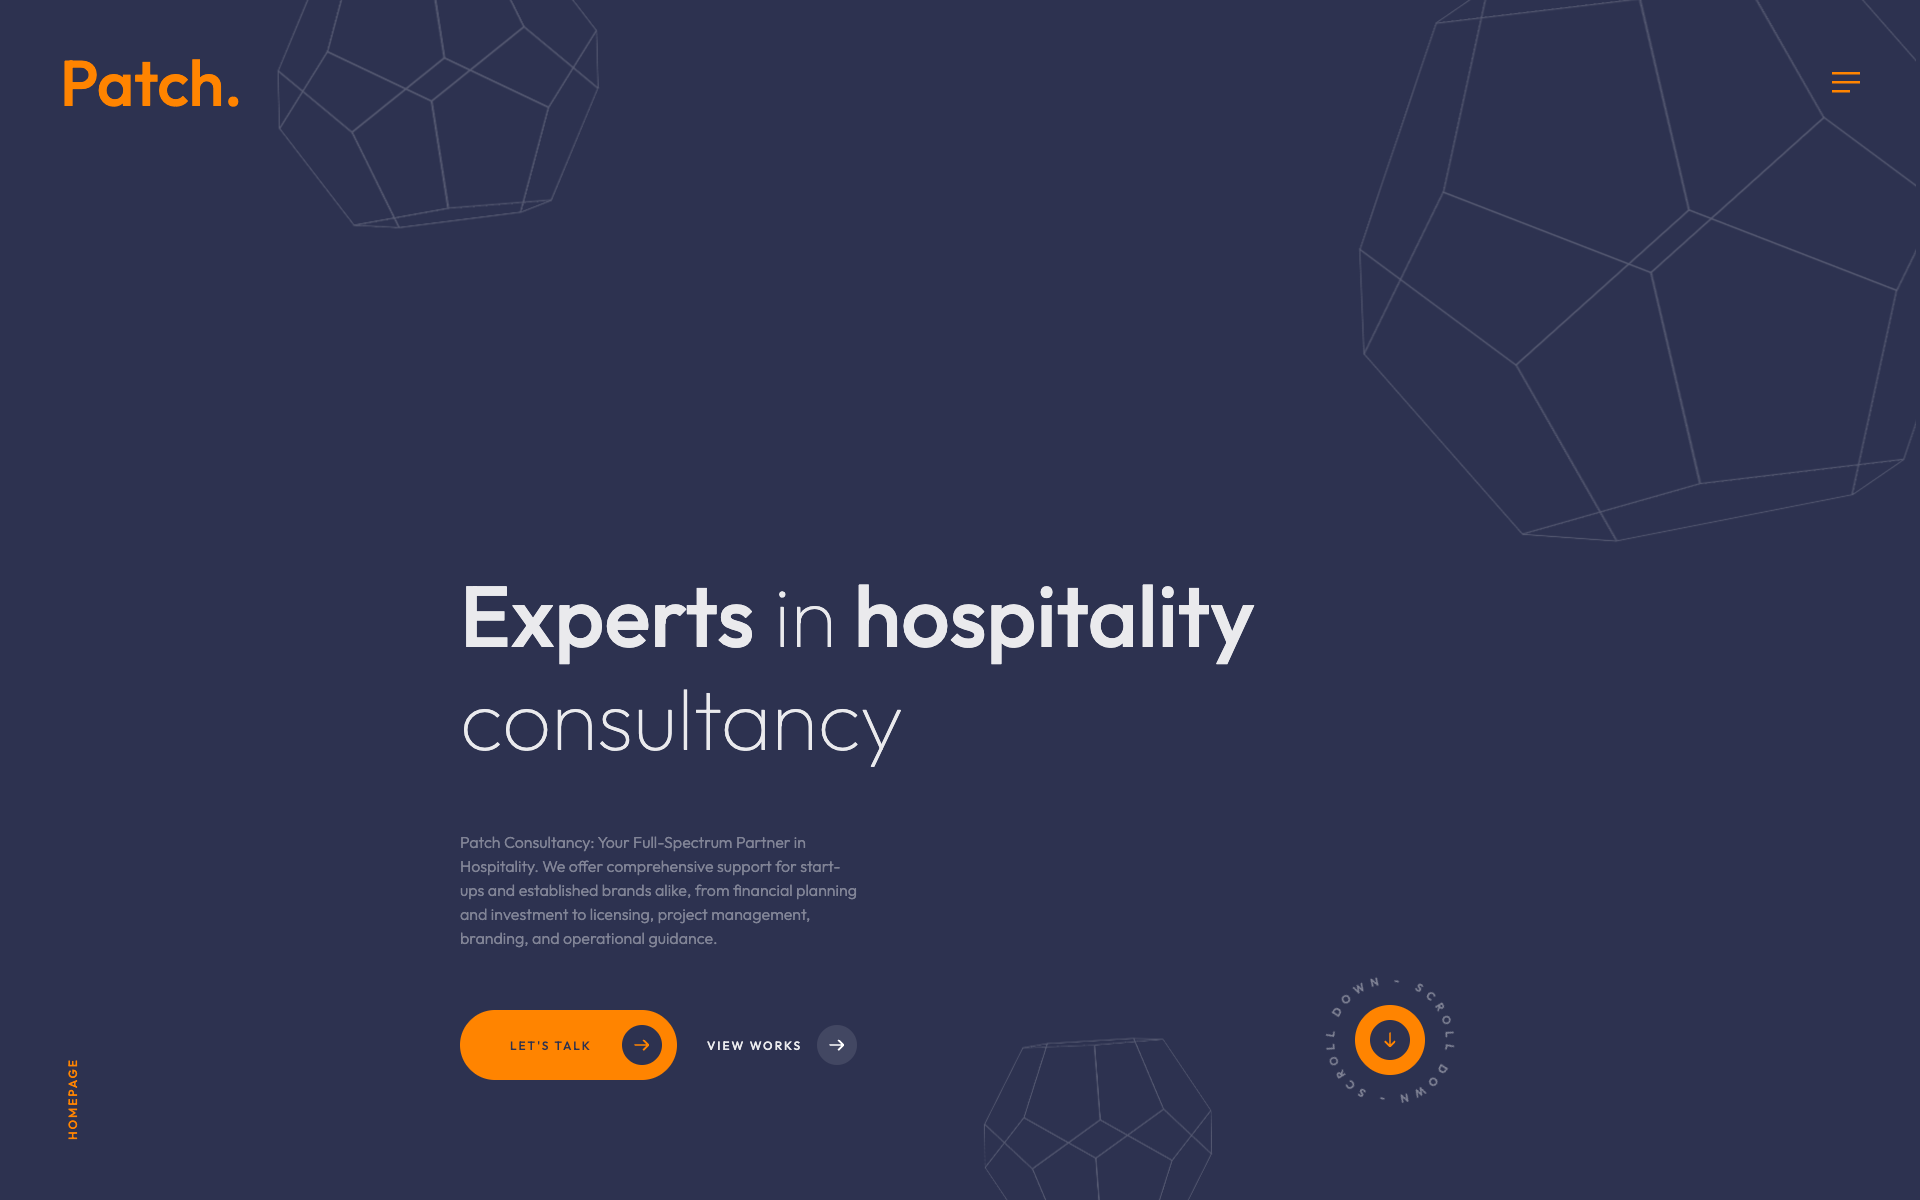 Patch.
Experts in hospitality
consultancy
Patch Consultancy: Your Full-Spectrum Partner in
Hospitality. We offer comprehensive support for start-
ups and established brands alike, from financial planning
and investment to licensing, project management,
branding, and operational guidance.
LET'S TALK
VIEW WORKS
SCROLL DOWN - SCROLL DOWN -
HOMEPAGE